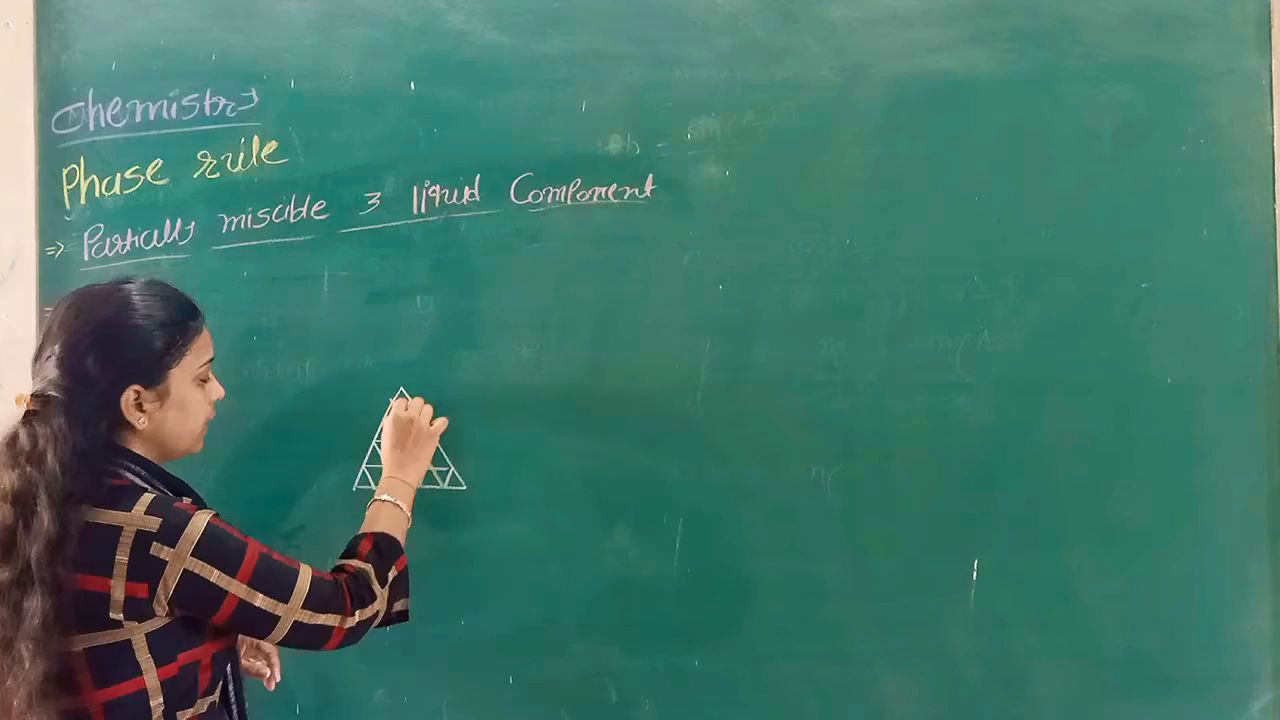 Chemistry
Phase rule
⇒ Partially miscible 3 liquid Component